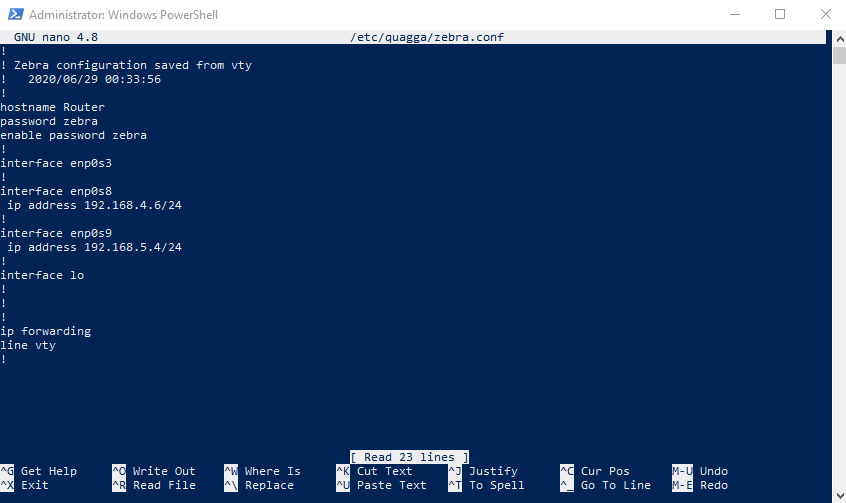 Administrator: Windows PowerShell
GNU nano 4.8 /etc/quagga/zebra.conf
!
! Zebra configuration saved from vty
!   2020/06/29 00:33:56
!
hostname Router
password zebra
enable password zebra
!
interface enp0s3
!
interface enp0s8
 ip address 192.168.4.6/24
!
interface enp0s9
 ip address 192.168.5.4/24
!
interface lo
!
!
!
ip forwarding
line vty
!
[ Read 23 lines ]
^G Get Help ^O Write Out ^W Where Is ^K Cut Text ^J Justify ^C Cur Pos M-U Undo
^X Exit ^R Read File ^\ Replace ^U Paste Text ^T To Spell ^_ Go To Line M-E Redo